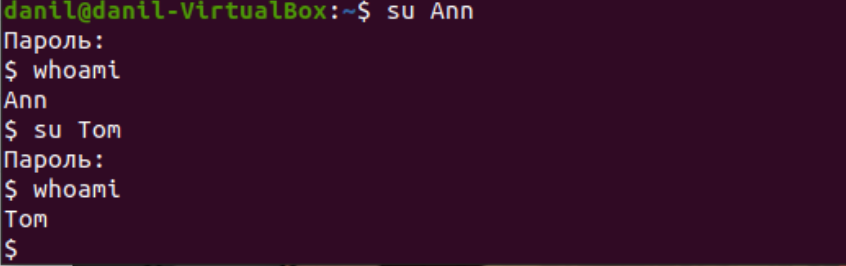 danil@danil-VirtualBox:~$ su Ann
Пароль:
$ whoami
Ann
$ su Tom
Пароль:
$ whoami
Tom
$